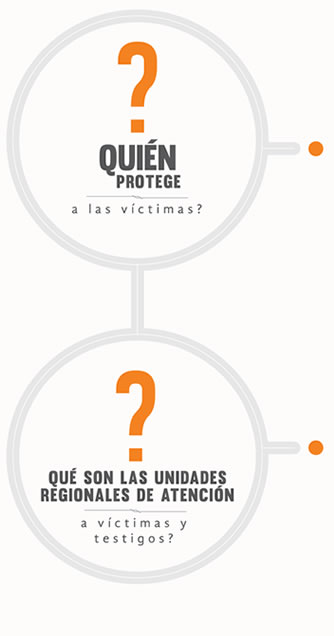 ?
QUIÉN
PROTEGE
a las víctimas?
?
QUÉ SON LAS UNIDADES
REGIONALES DE ATENCIÓN
a víctimas y
testigos?